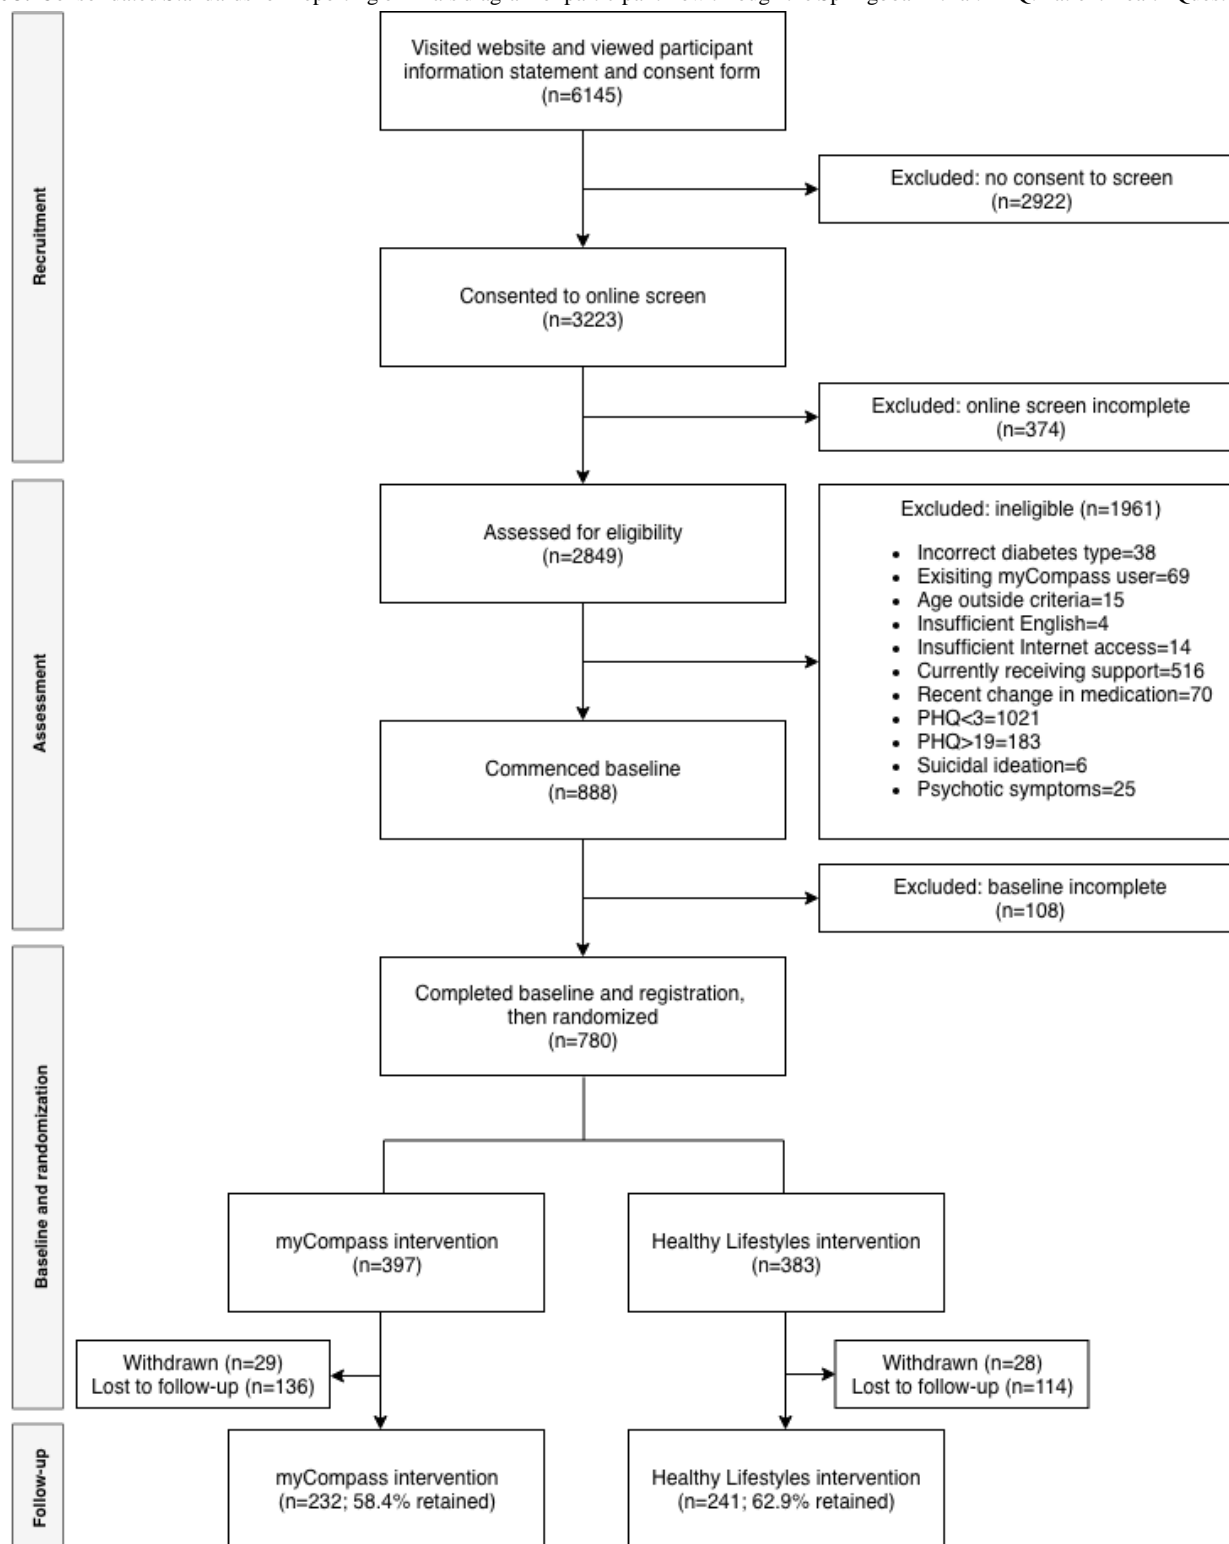 Visited website and viewed participant
information statement and consent form
(n=6145)
Excluded: no consent to screen
(n=2922)
Recruitment
Consented to online screen
(n=3223)
Excluded: online screen incomplete
(n=374)
Assessed for eligibility
(n=2849)
Excluded: ineligible (n=1961)
• Incorrect diabetes type=38
• Exisiting myCompass user=69
• Age outside criteria=15
• Insufficient English=4
• Insufficient Internet access=14
• Currently receiving support=516
• Recent change in medication=70
• PHQ<3=1021
• PHQ>19=183
• Suicidal ideation=6
• Psychotic symptoms=25
Assessment
Commenced baseline
(n=888)
Excluded: baseline incomplete
(n=108)
Completed baseline and registration,
then randomized
(n=780)
Baseline and randomization
myCompass intervention
(n=397)
Healthy Lifestyles intervention
(n=383)
Withdrawn (n=29)
Lost to follow-up (n=136)
Withdrawn (n=28)
Lost to follow-up (n=114)
Follow-up
myCompass intervention
(n=232; 58.4% retained)
Healthy Lifestyles intervention
(n=241; 62.9% retained)